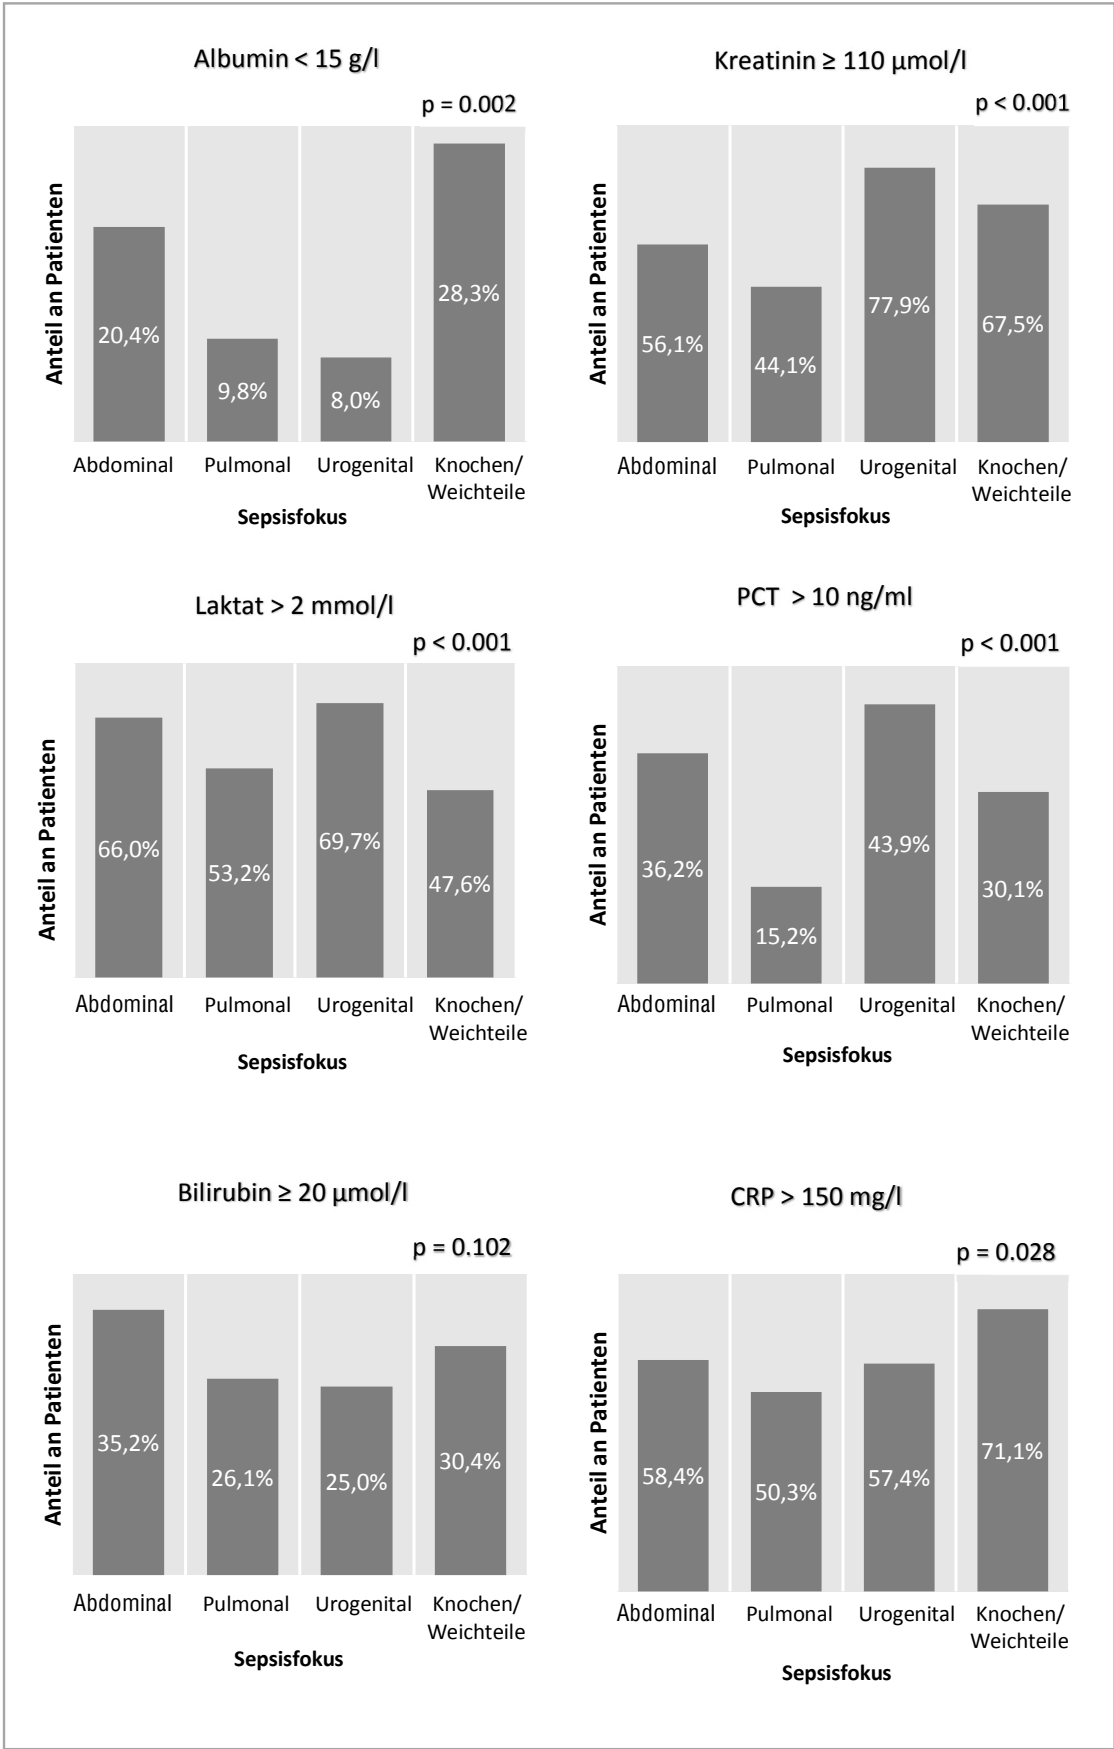 Albumin < 15 g/l
p = 0.002
Anteil an Patienten
20,4%
9,8%
8,0%
28,3%
Abdominal
Pulmonal
Urogenital
Knochen/
Weichteile
Sepsisfokus
Kreatinin ≥ 110 µmol/l
p < 0.001
Anteil an Patienten
56,1%
44,1%
77,9%
67,5%
Abdominal
Pulmonal
Urogenital
Knochen/
Weichteile
Sepsisfokus
Laktat > 2 mmol/l
p < 0.001
Anteil an Patienten
66,0%
53,2%
69,7%
47,6%
Abdominal
Pulmonal
Urogenital
Knochen/
Weichteile
Sepsisfokus
PCT > 10 ng/ml
p < 0.001
Anteil an Patienten
36,2%
15,2%
43,9%
30,1%
Abdominal
Pulmonal
Urogenital
Knochen/
Weichteile
Sepsisfokus
Bilirubin ≥ 20 µmol/l
p = 0.102
Anteil an Patienten
35,2%
26,1%
25,0%
30,4%
Abdominal
Pulmonal
Urogenital
Knochen/
Weichteile
Sepsisfokus
CRP > 150 mg/l
p = 0.028
Anteil an Patienten
58,4%
50,3%
57,4%
71,1%
Abdominal
Pulmonal
Urogenital
Knochen/
Weichteile
Sepsisfokus